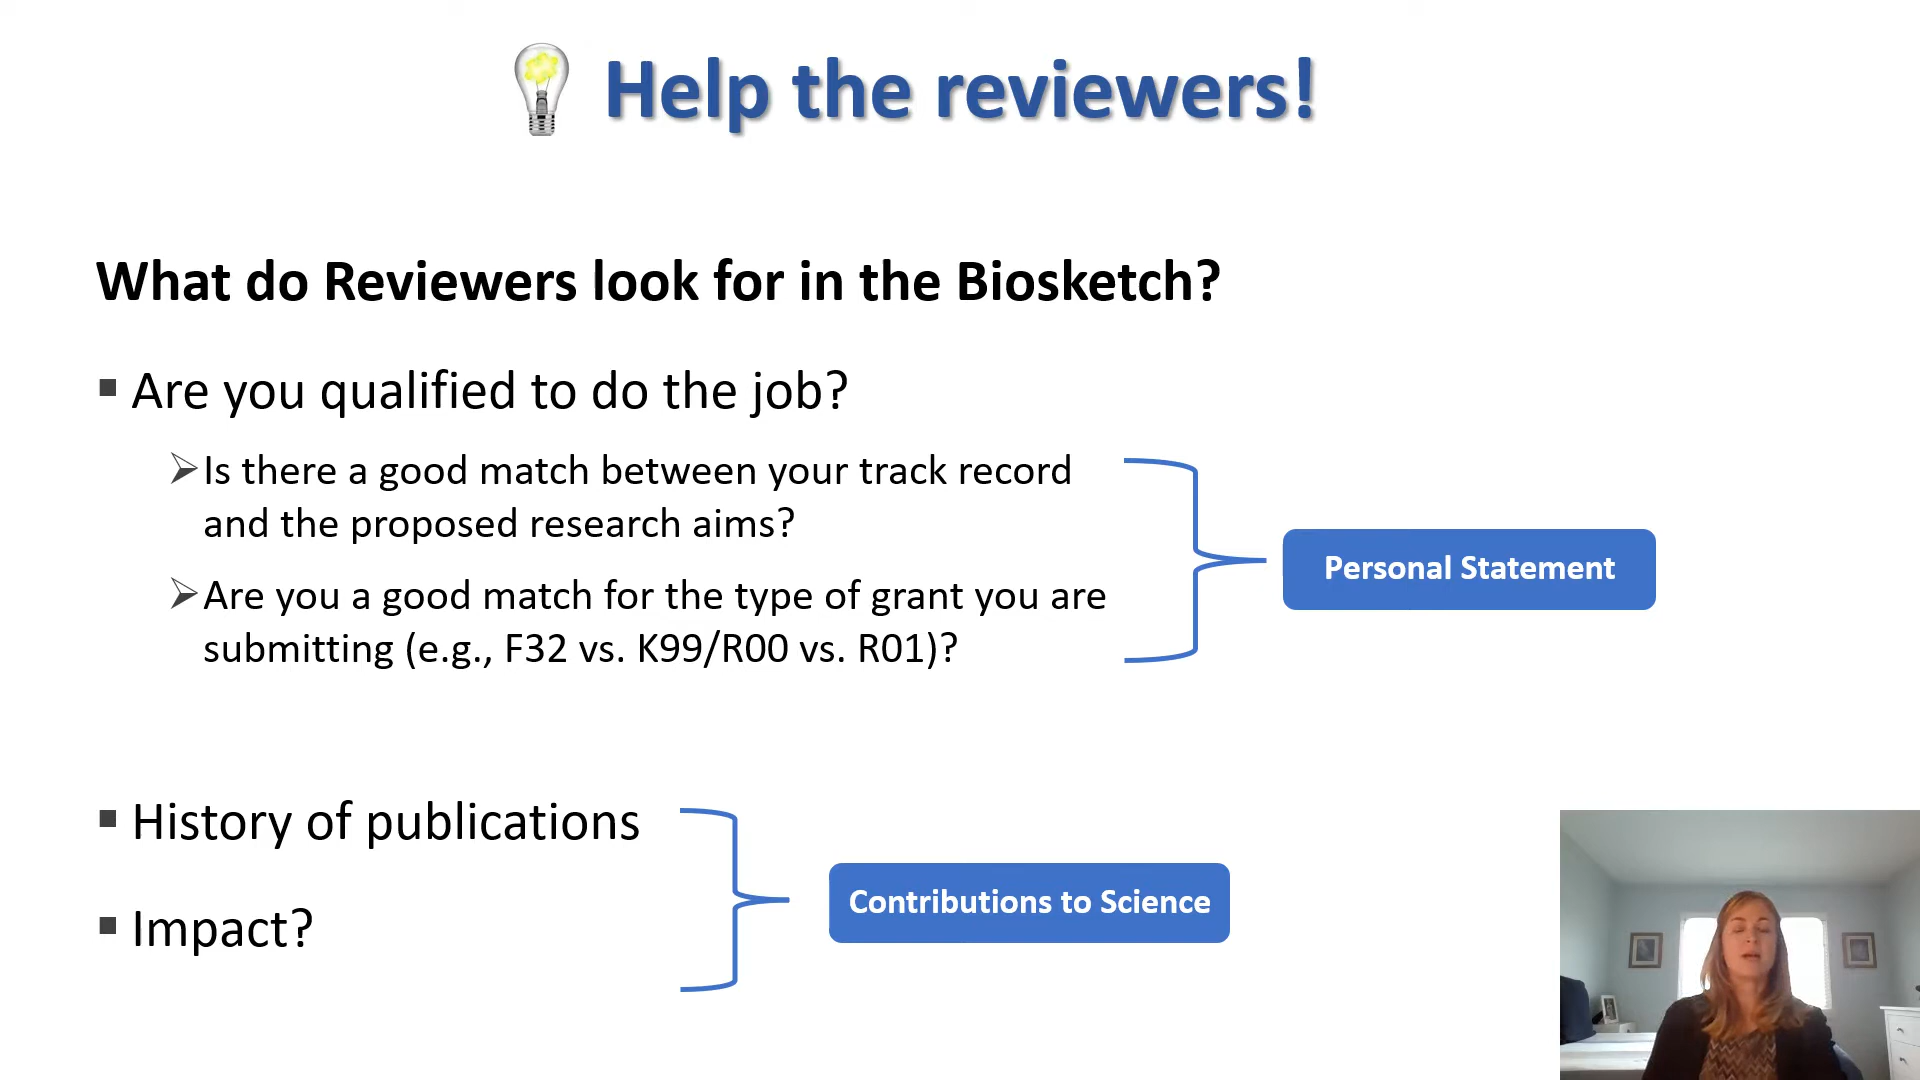 Help the reviewers!
What do Reviewers look for in the Biosketch?
Are you qualified to do the job?
Is there a good match between your track record
and the proposed research aims?
Are you a good match for the type of grant you are
submitting (e.g., F32 vs. K99/R00 vs. R01)?
Personal Statement
History of publications
Impact?
Contributions to Science